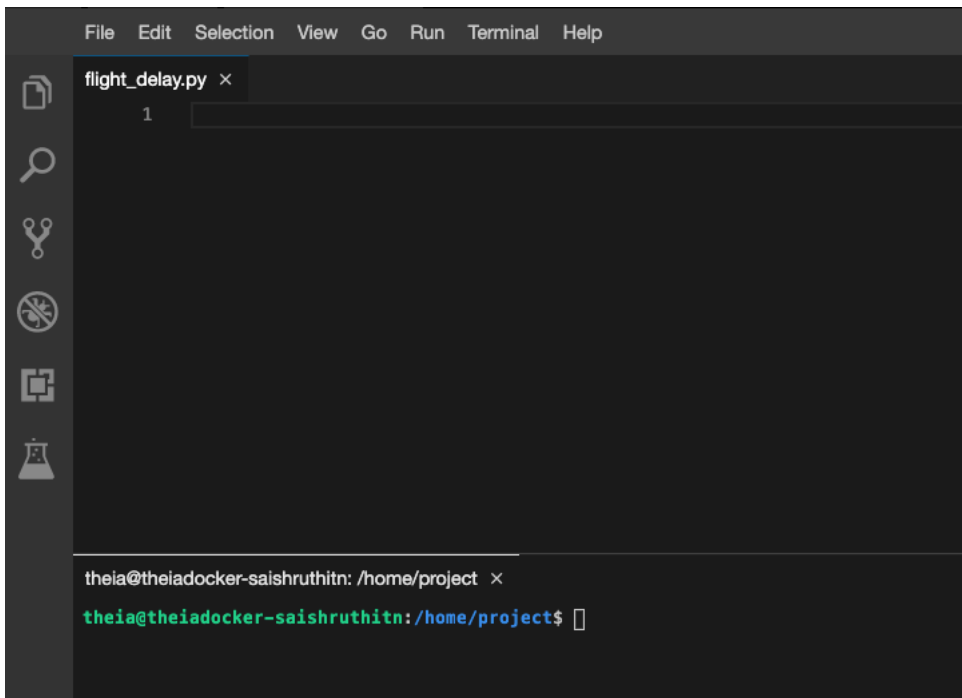 File Edit Selection View Go Run Terminal Help
flight_delay.py ×
1
theia@theiadocker-saishruthitn: /home/project ×
theia@theiadocker-saishruthitn:/home/project$